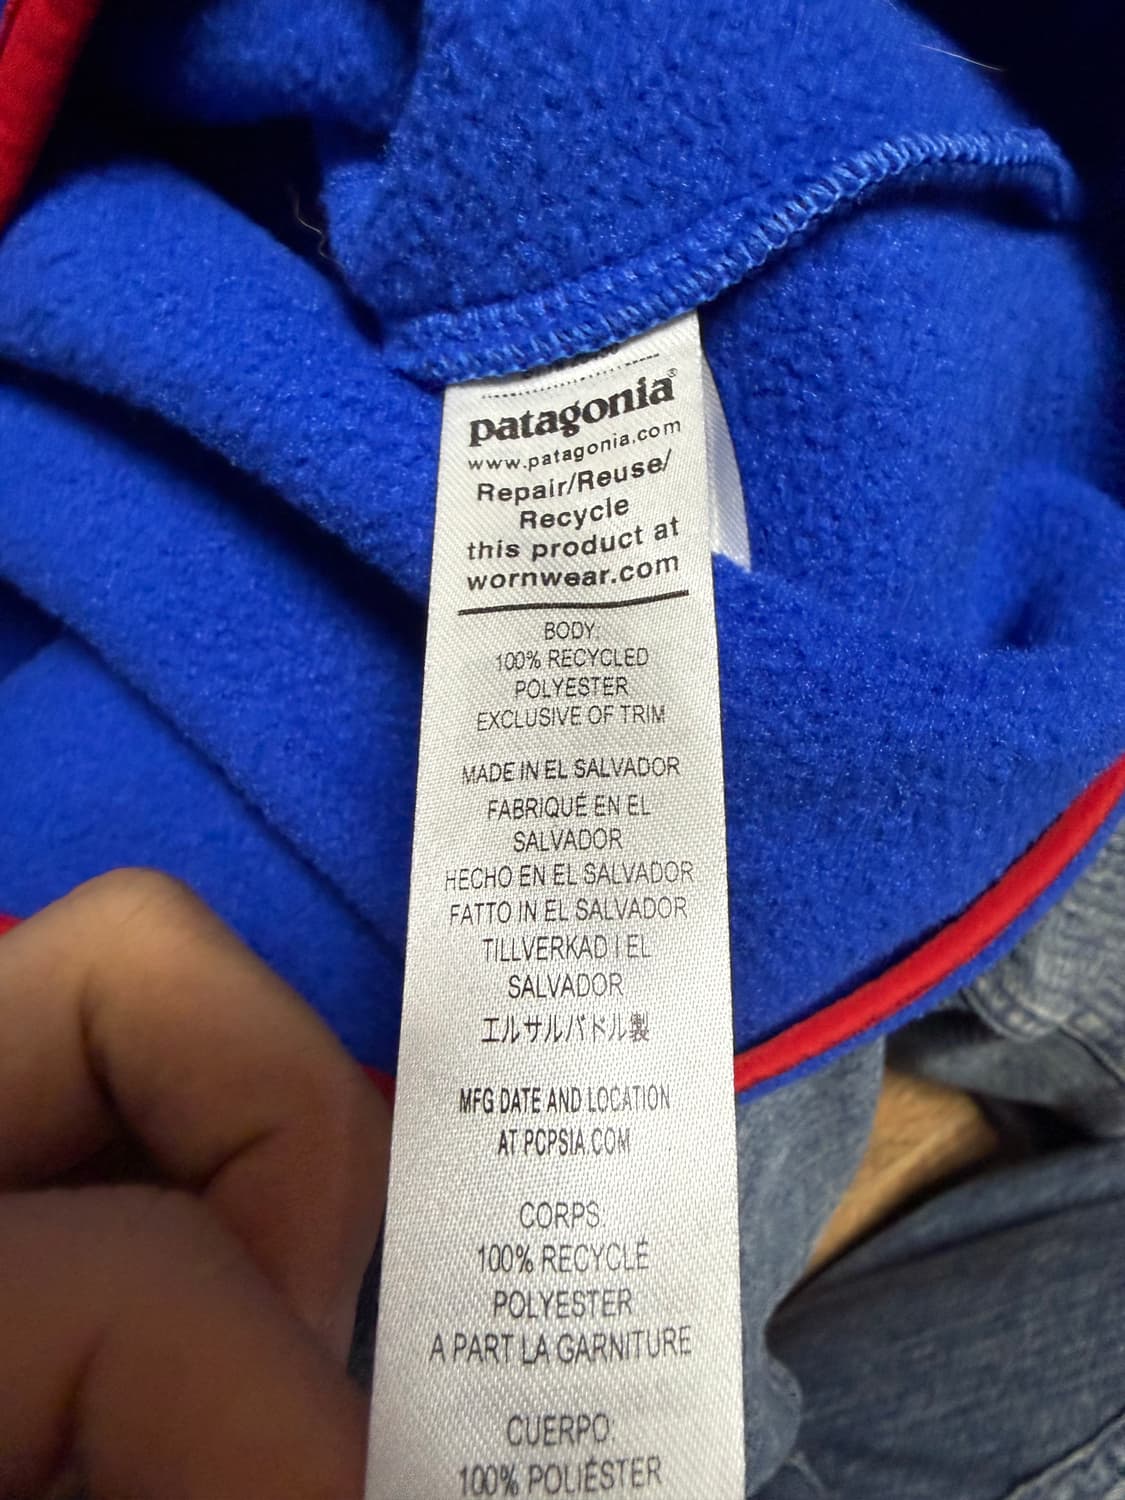 patagonia®
www.patagonia.com
Repair/Reuse/
Recycle
this product at
wornwear.com
BODY:
100% RECYCLED
POLYESTER
EXCLUSIVE OF TRIM
MADE IN EL SALVADOR
FABRIQUÉ EN EL
SALVADOR
HECHO EN EL SALVADOR
FATTO IN EL SALVADOR
TILLVERKAD I EL
SALVADOR
エルサルバドル製
MFG DATE AND LOCATION
AT PCPSIA.COM
CORPS:
100% RECYCLÉ
POLYESTER
A PART LA GARNITURE
CUERPO:
100% POLIÉSTER